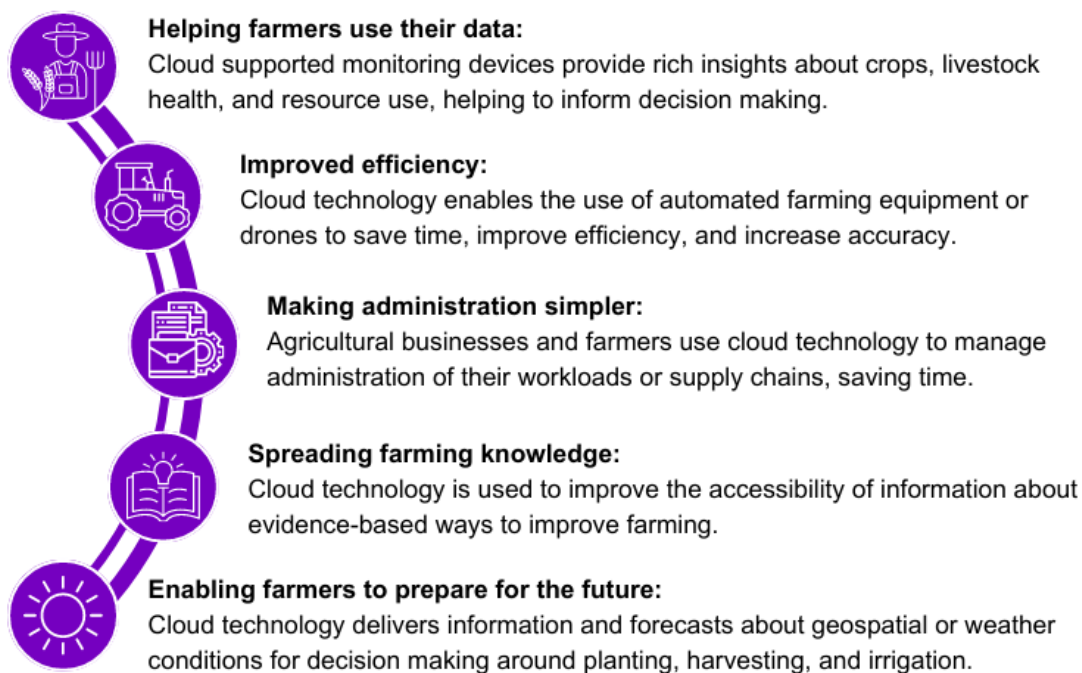 Helping farmers use their data:
Cloud supported monitoring devices provide rich insights about crops, livestock
health, and resource use, helping to inform decision making.
Improved efficiency:
Cloud technology enables the use of automated farming equipment or
drones to save time, improve efficiency, and increase accuracy.
Making administration simpler:
Agricultural businesses and farmers use cloud technology to manage
administration of their workloads or supply chains, saving time.
Spreading farming knowledge:
Cloud technology is used to improve the accessibility of information about
evidence-based ways to improve farming.
Enabling farmers to prepare for the future:
Cloud technology delivers information and forecasts about geospatial or weather
conditions for decision making around planting, harvesting, and irrigation.